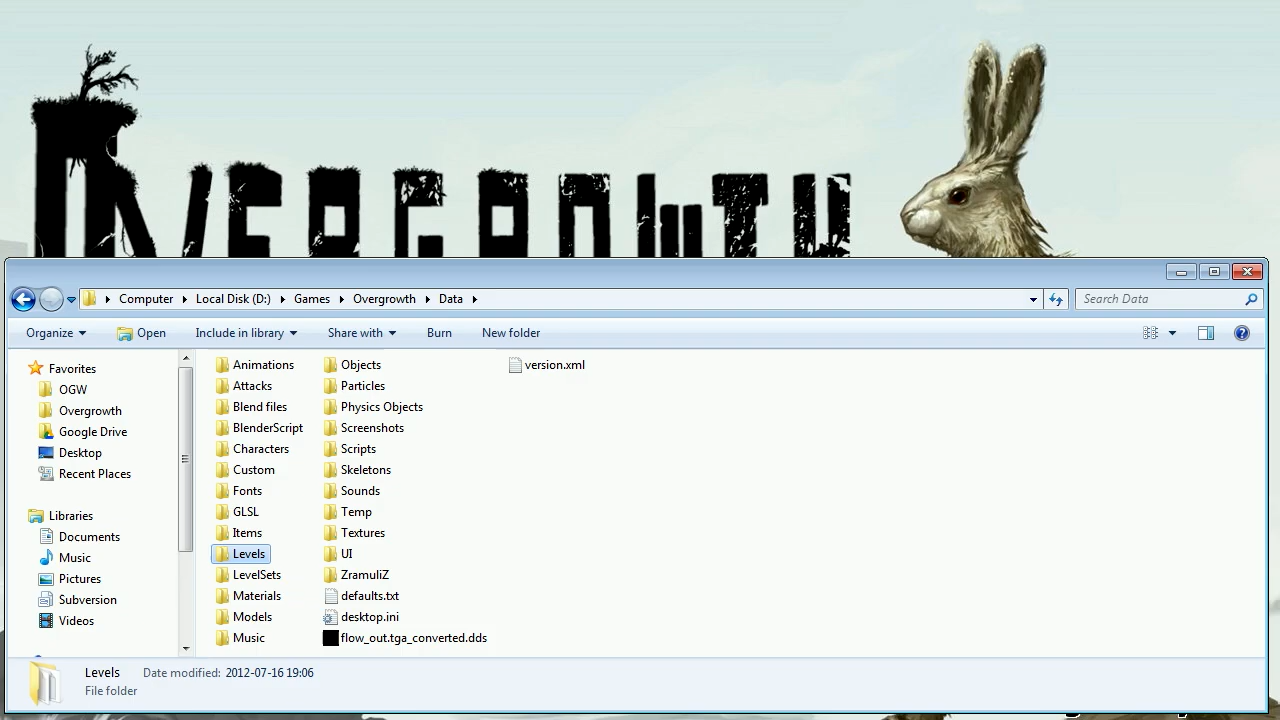 OVERGROWTH
Computer Local Disk (D:) Games Overgrowth Data
Search Data
Organize Open Include in library Share with Burn New folder
Favorites
OGW
Overgrowth
Google Drive
Desktop
Recent Places
Libraries
Documents
Music
Pictures
Subversion
Videos
Animations
Attacks
Blend files
BlenderScript
Characters
Custom
Fonts
GLSL
Items
Levels
LevelSets
Materials
Models
Music
Objects
Particles
Physics Objects
Screenshots
Scripts
Skeletons
Sounds
Temp
Textures
UI
ZramuliZ
defaults.txt
desktop.ini
flow_out.tga_converted.dds
version.xml
Levels Date modified: 2012-07-16 19:06
File folder